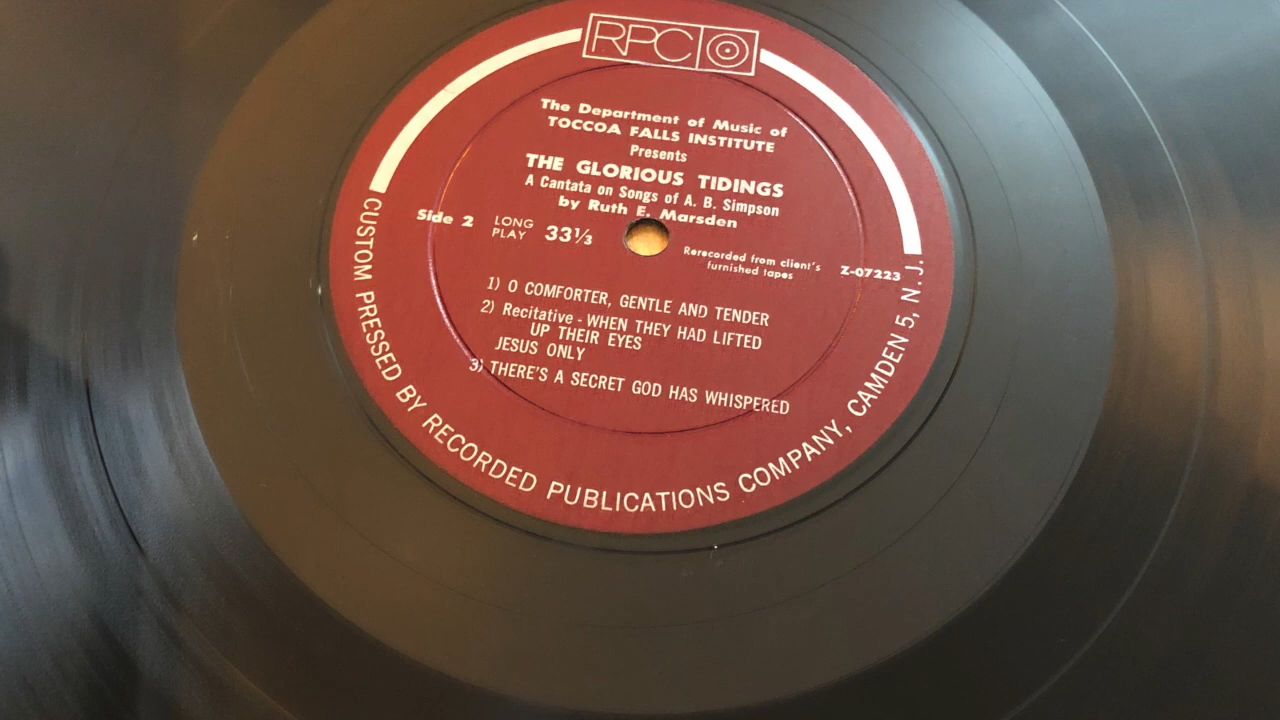 RPC
The Department of Music of
TOCCOA FALLS INSTITUTE
Presents
THE GLORIOUS TIDINGS
A Cantata on Songs of A. B. Simpson
by Ruth E. Marsden
Side 2
LONG
PLAY
33⅓
Rerecorded from client's
furnished tapes
Z-07223
1) O COMFORTER, GENTLE AND TENDER
2) Recitative - WHEN THEY HAD LIFTED
UP THEIR EYES
JESUS ONLY
3) THERE'S A SECRET GOD HAS WHISPERED
CUSTOM PRESSED BY RECORDED PUBLICATIONS COMPANY, CAMDEN 5, N. J.